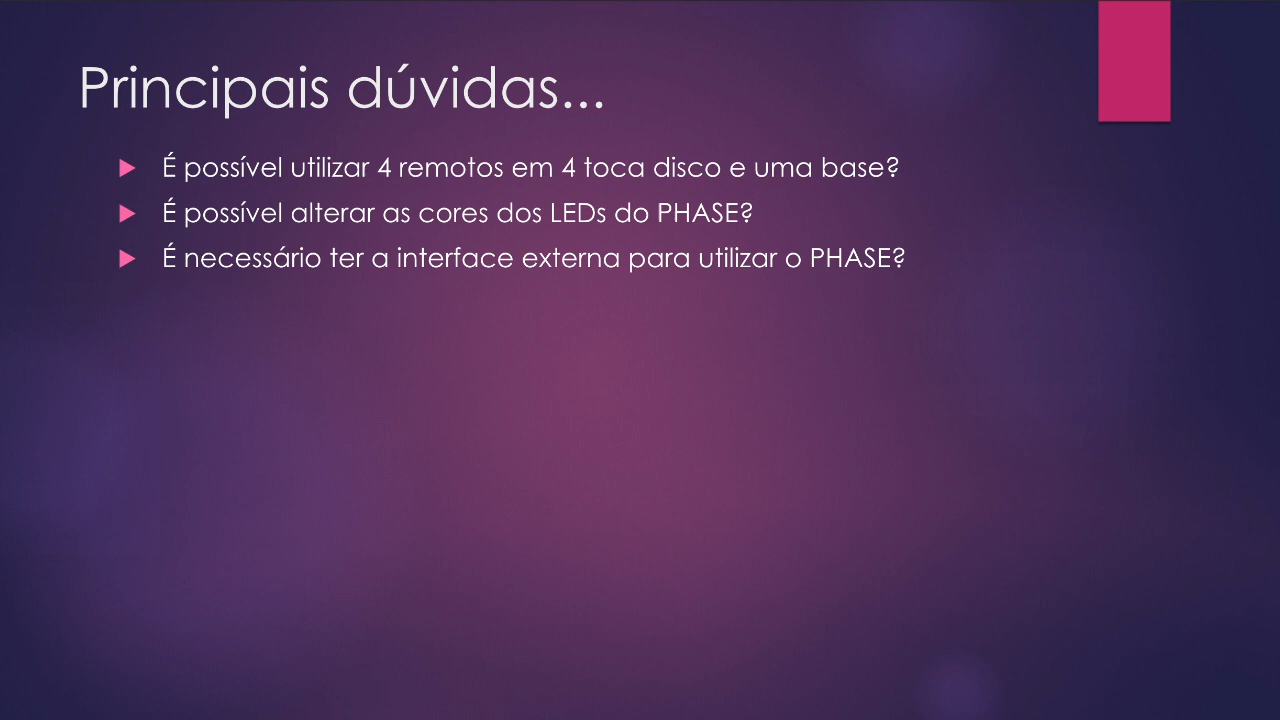 Principais dúvidas...
É possível utilizar 4 remotos em 4 toca disco e uma base?
É possível alterar as cores dos LEDs do PHASE?
É necessário ter a interface externa para utilizar o PHASE?